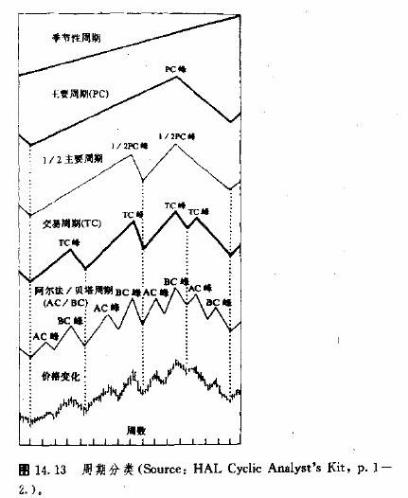 季节性周期
PC 峰
主要周期(PC)
1/2PC 峰
1/2PC峰
1/2 主要周期
交易周期(TC)
TC 峰
TC 峰
TC 峰
TC 峰
阿尔法/贝塔周期
(AC/BC)
BC 峰
AC 峰
BC 峰
AC 峰
BC 峰
AC 峰
AC 峰
BC 峰
价格变化
周数
图 14.13 周期分类(Source: HAL Cyclic Analyst's Kit, p. 1—
2.)。